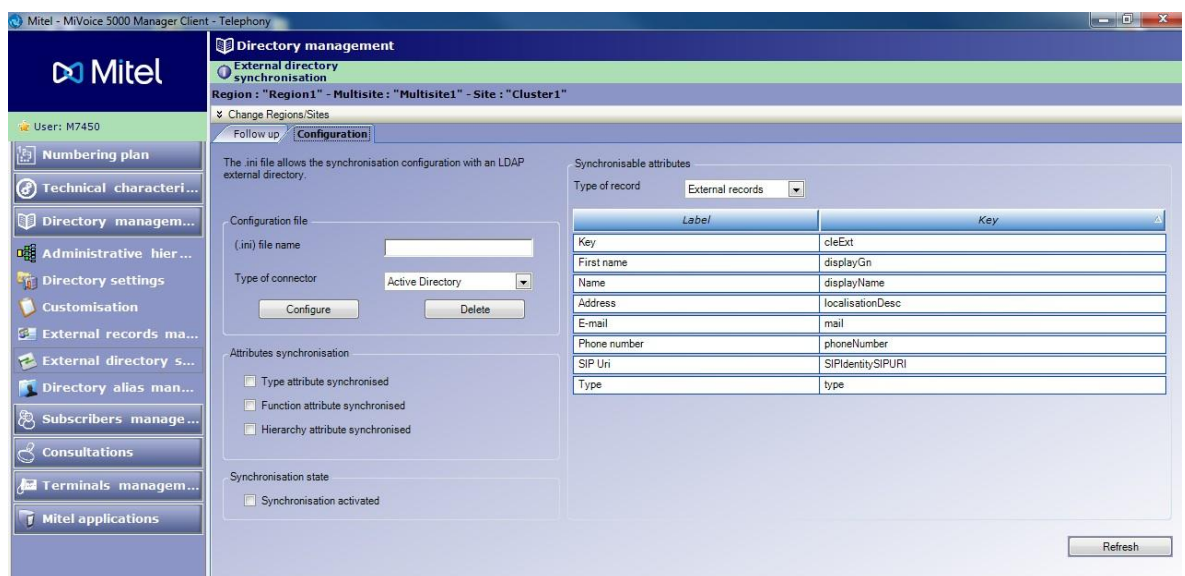 Mitel - MiVoice 5000 Manager Client - Telephony
Mitel
User: M7450
Numbering plan
Technical characteri...
Directory managem...
Administrative hier...
Directory settings
Customisation
External records ma...
External directory s...
Directory alias man...
Subscribers manage...
Consultations
Terminals managem...
Mitel applications
Directory management
External directory
synchronisation
Region : "Region1" - Multisite : "Multisite1" - Site : "Cluster1"
Change Regions/Sites
Follow up Configuration
The .ini file allows the synchronisation configuration with an LDAP
external directory.
Configuration file
(.ini) file name
Type of connector Active Directory
Configure Delete
Attributes synchronisation
Type attribute synchronised
Function attribute synchronised
Hierarchy attribute synchronised
Synchronisation state
Synchronisation activated
Synchronisable attributes
Type of record External records
Label Key
Key cleExt
First name displayGn
Name displayName
Address localisationDesc
E-mail mail
Phone number phoneNumber
SIP Uri SIPIdentitySIPURI
Type type
Refresh